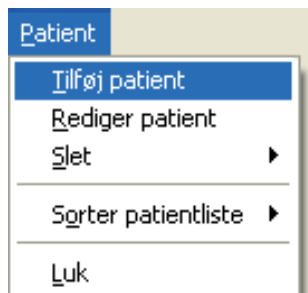 Patient
Tilføj patient
Rediger patient
Slet
Sorter patientliste
Luk